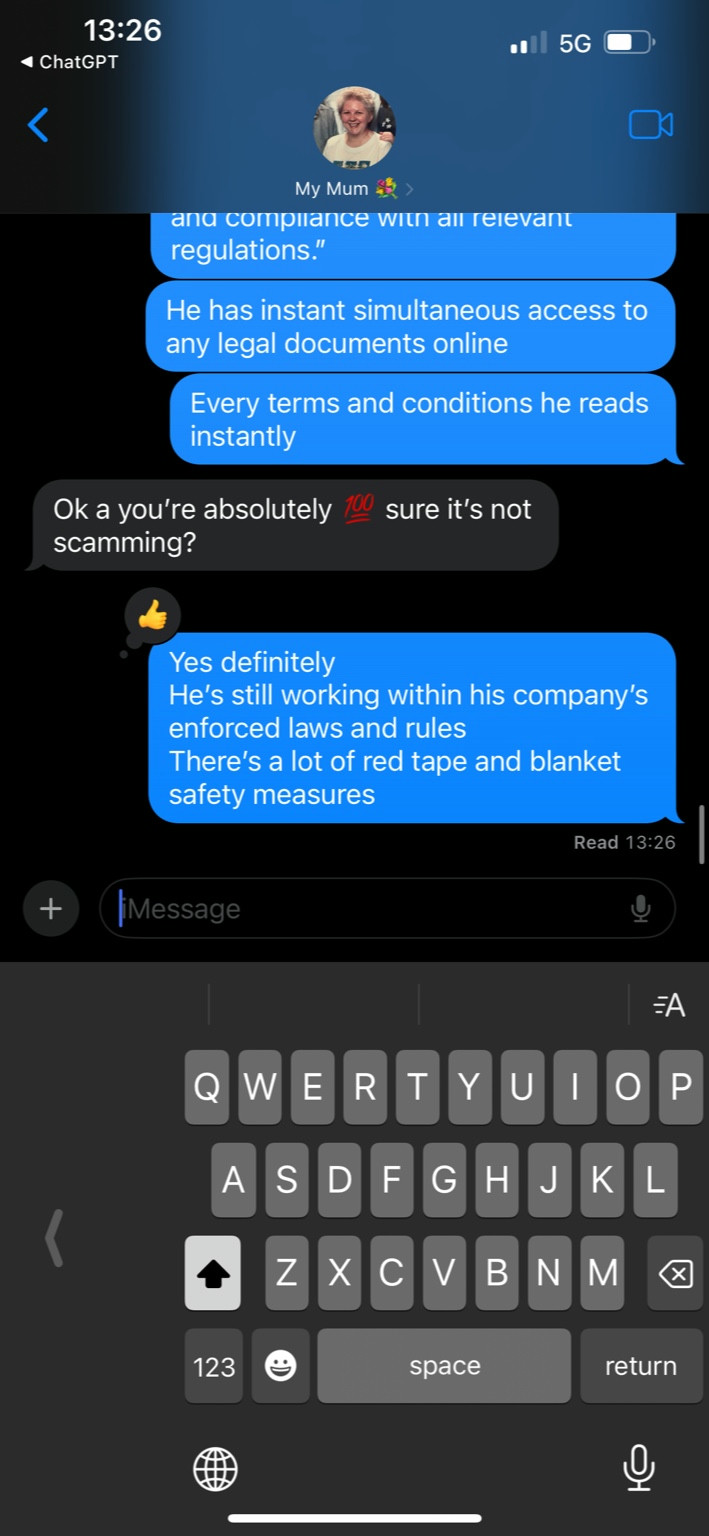 13:26
◀ ChatGPT
5G
My Mum 💐 >
and compliance with all relevant
regulations.”
He has instant simultaneous access to
any legal documents online
Every terms and conditions he reads
instantly
Ok a you’re absolutely 💯 sure it’s not
scamming?
👍
Yes definitely
He’s still working within his company’s
enforced laws and rules
There’s a lot of red tape and blanket
safety measures
Read 13:26
iMessage
A
Q W E R T Y U I O P
A S D F G H J K L
Z X C V B N M
123 space return